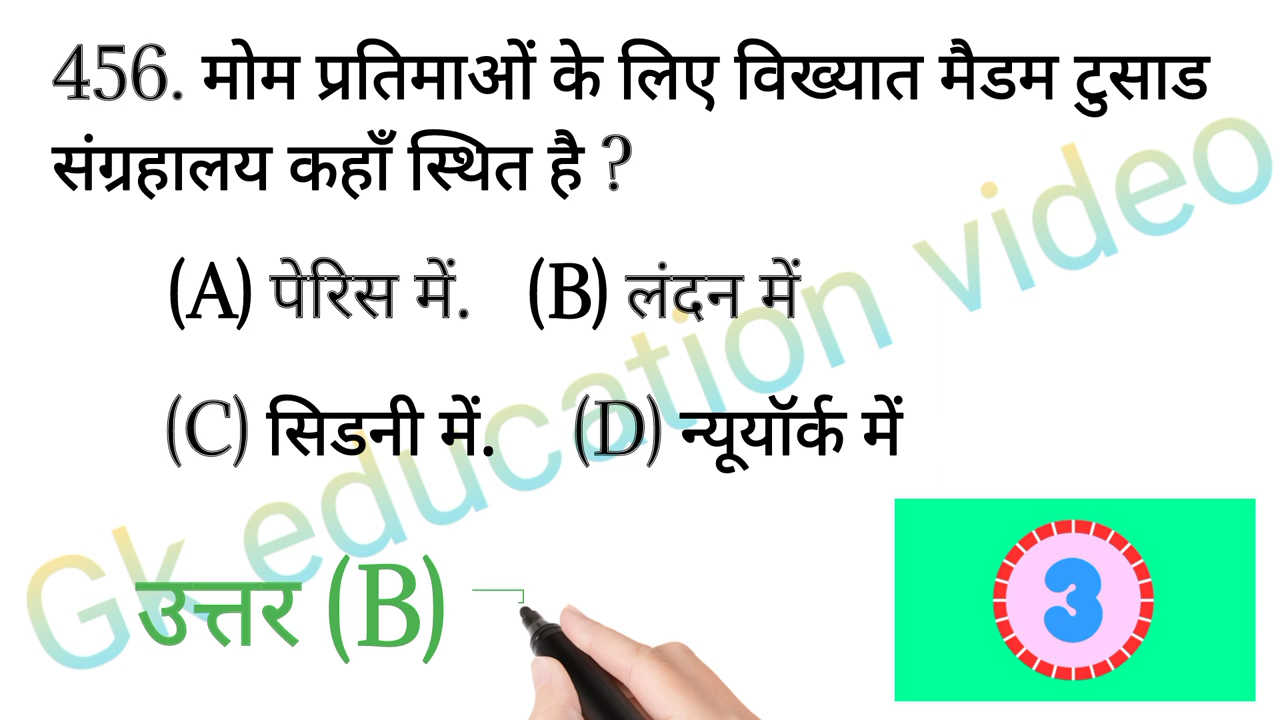 456. मोम प्रतिमाओं के लिए विख्यात मैडम टुसाड
संग्रहालय कहाँ स्थित है ?
(A) पेरिस में. (B) लंदन में
(C) सिडनी में. (D) न्यूयॉर्क में
उत्तर (B)
3
Gk education video